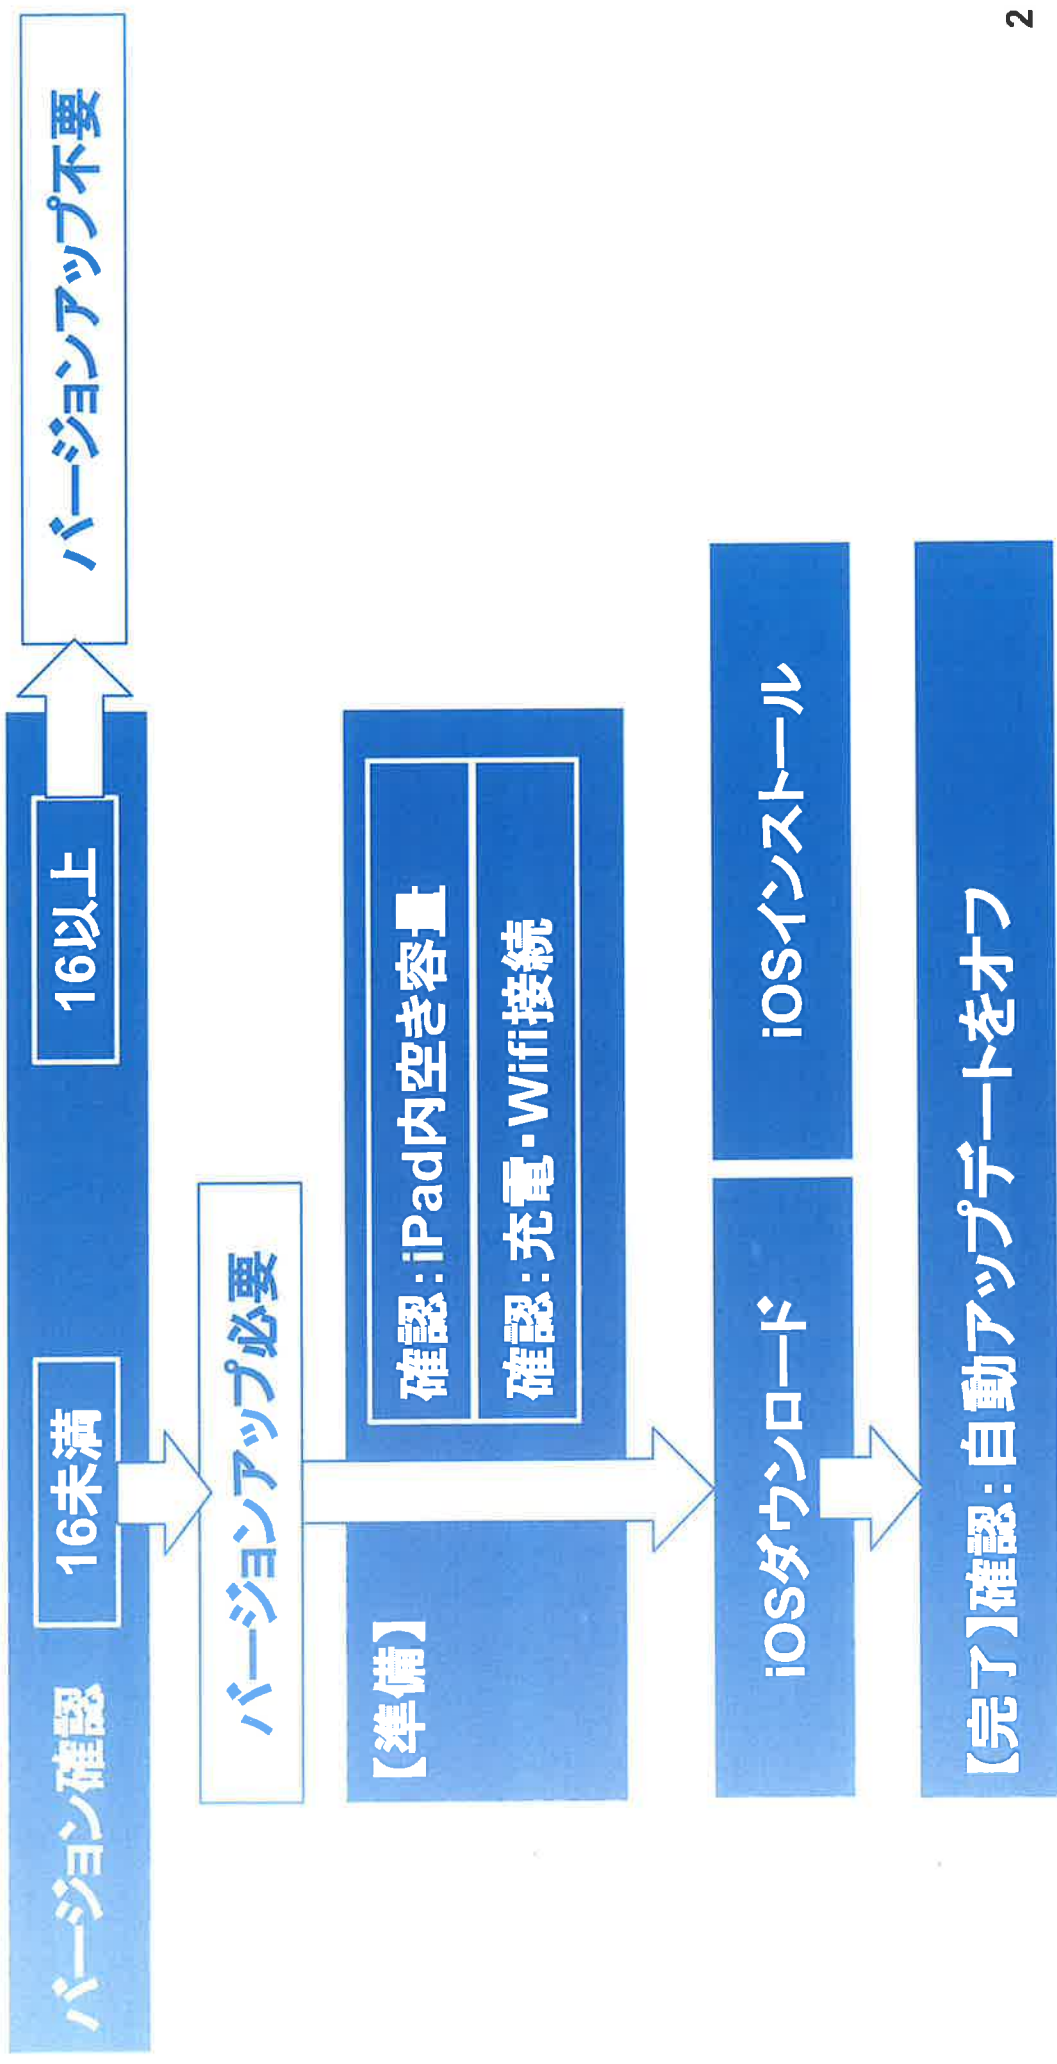 バージョン確認
16未満
16以上
バージョンアップ不要
バージョンアップ必要
【準備】
確認:iPad内空き容量
確認:充電・Wifi接続
iOSダウンロード
iOSインストール
【完了】確認:自動アップデートをオフ
2